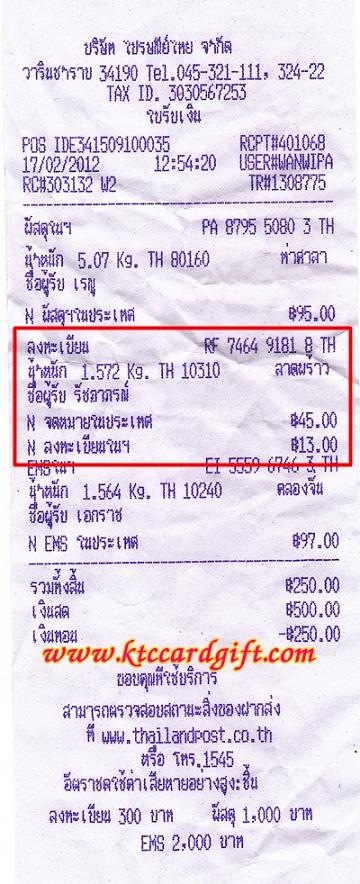 บริษัท ไปรษณีย์ไทย จำกัด
วารินชำราบ 34190 Tel.045-321-111, 324-22
TAX ID. 3030567253
ใบรับเงิน
POS IDE341509100035 RCPT#401068
17/02/2012 12:54:20 USER#WANWIPA
RC#303132 W2 TR#1308775
พัสดุในฯ PA 8795 5080 3 TH
น้ำหนัก 5.07 Kg. TH 80160 ท่าศาลา
ชื่อผู้รับ เรณู
N พัสดุฯในประเทศ ฿95.00
ลงทะเบียน RF 7464 9181 8 TH
น้ำหนัก 1.572 Kg. TH 10310 ลาดพร้าว
ชื่อผู้รับ รัชฎาภรณ์
N จดหมายในประเทศ ฿45.00
N ลงทะเบียนในฯ ฿13.00
EMSในฯ EI 5559 6746 3 TH
น้ำหนัก 1.564 Kg. TH 10240 คลองจั่น
ชื่อผู้รับ เอกราช
N EMS ในประเทศ ฿97.00
รวมทั้งสิ้น ฿250.00
เงินสด ฿500.00
เงินทอน -฿250.00
www.ktccardgift.com
ขอบคุณที่ใช้บริการ
สามารถตรวจสอบสถานะสิ่งของฝากส่ง
ที่ www.thailandpost.co.th
หรือ โทร.1545
อัตราชดใช้ค่าเสียหายอย่างสูง:ชิ้น
ลงทะเบียน 300 บาท พัสดุ 1,000 บาท
EMS 2,000 บาท